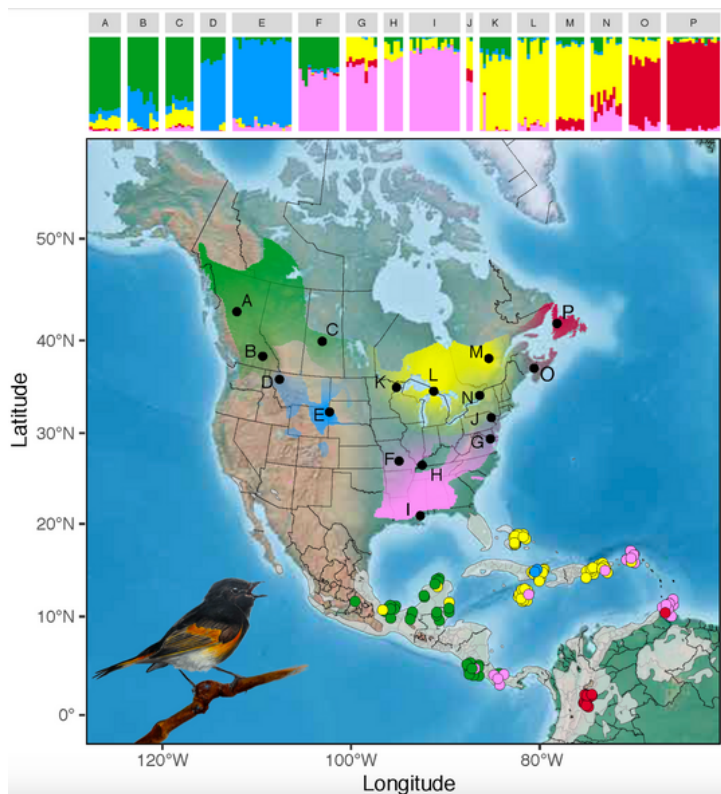 A B C D E F G H I J K L M N O P
50°N
40°N
30°N
20°N
10°N
0°
Latitude
A
B
C
D
E
F
G
H
I
J
K
L
M
N
O
P
120°W 100°W 80°W
Longitude